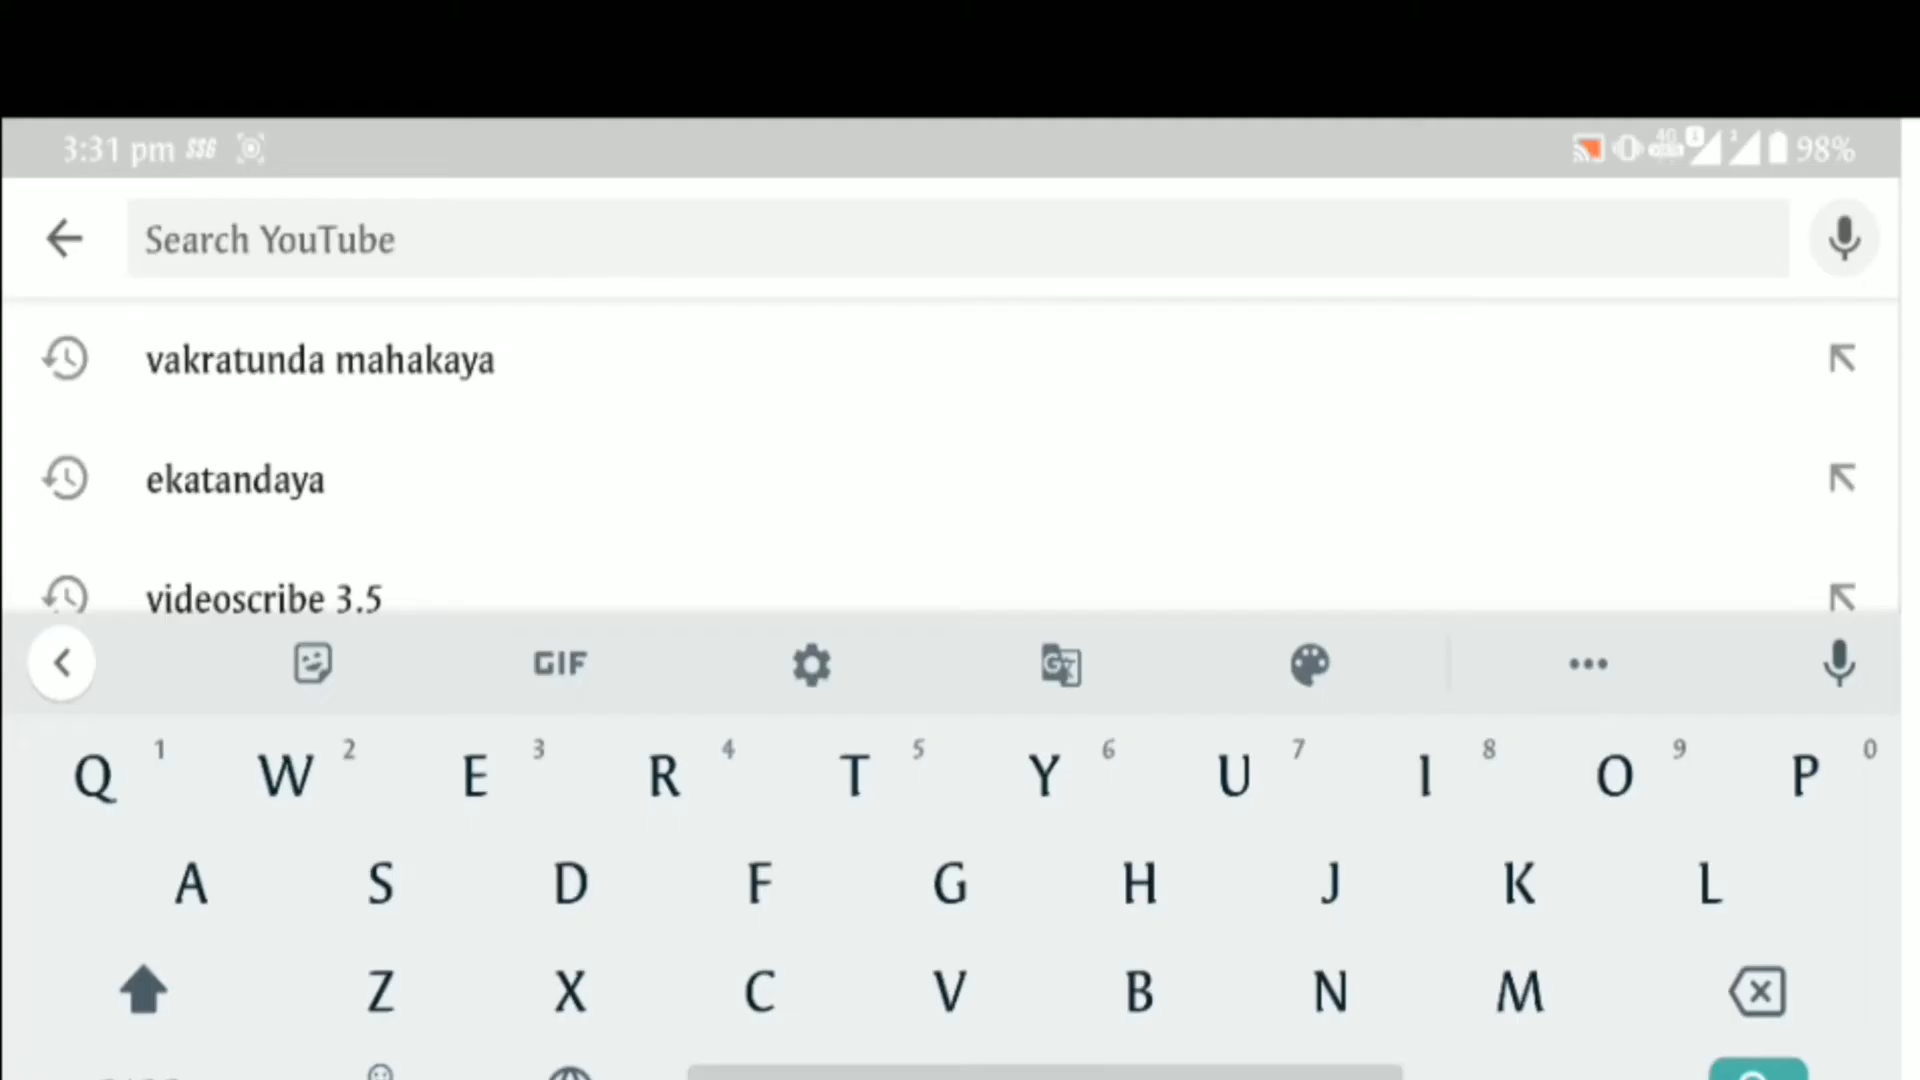 3:31 pm SSG 98%
Search YouTube
vakratunda mahakaya
ekatandaya
videoscribe 3.5
GIF
Q 1 W 2 E 3 R 4 T 5 Y 6 U 7 I 8 O 9 P 0
A S D F G H J K L
Z X C V B N M